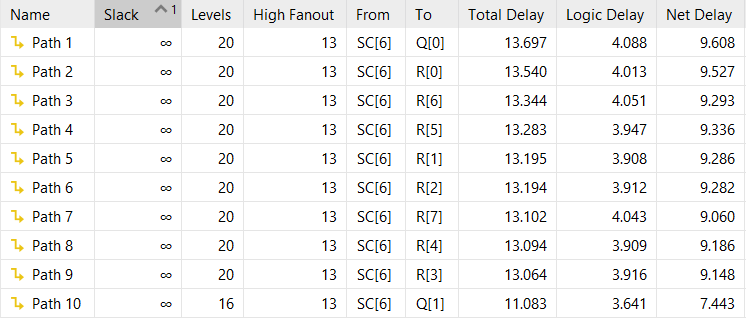 Name Slack 1 Levels High Fanout From To Total Delay Logic Delay Net Delay
Path 1 ∞ 20 13 SC[6] Q[0] 13.697 4.088 9.608
Path 2 ∞ 20 13 SC[6] R[0] 13.540 4.013 9.527
Path 3 ∞ 20 13 SC[6] R[6] 13.344 4.051 9.293
Path 4 ∞ 20 13 SC[6] R[5] 13.283 3.947 9.336
Path 5 ∞ 20 13 SC[6] R[1] 13.195 3.908 9.286
Path 6 ∞ 20 13 SC[6] R[2] 13.194 3.912 9.282
Path 7 ∞ 20 13 SC[6] R[7] 13.102 4.043 9.060
Path 8 ∞ 20 13 SC[6] R[4] 13.094 3.909 9.186
Path 9 ∞ 20 13 SC[6] R[3] 13.064 3.916 9.148
Path 10 ∞ 16 13 SC[6] Q[1] 11.083 3.641 7.443